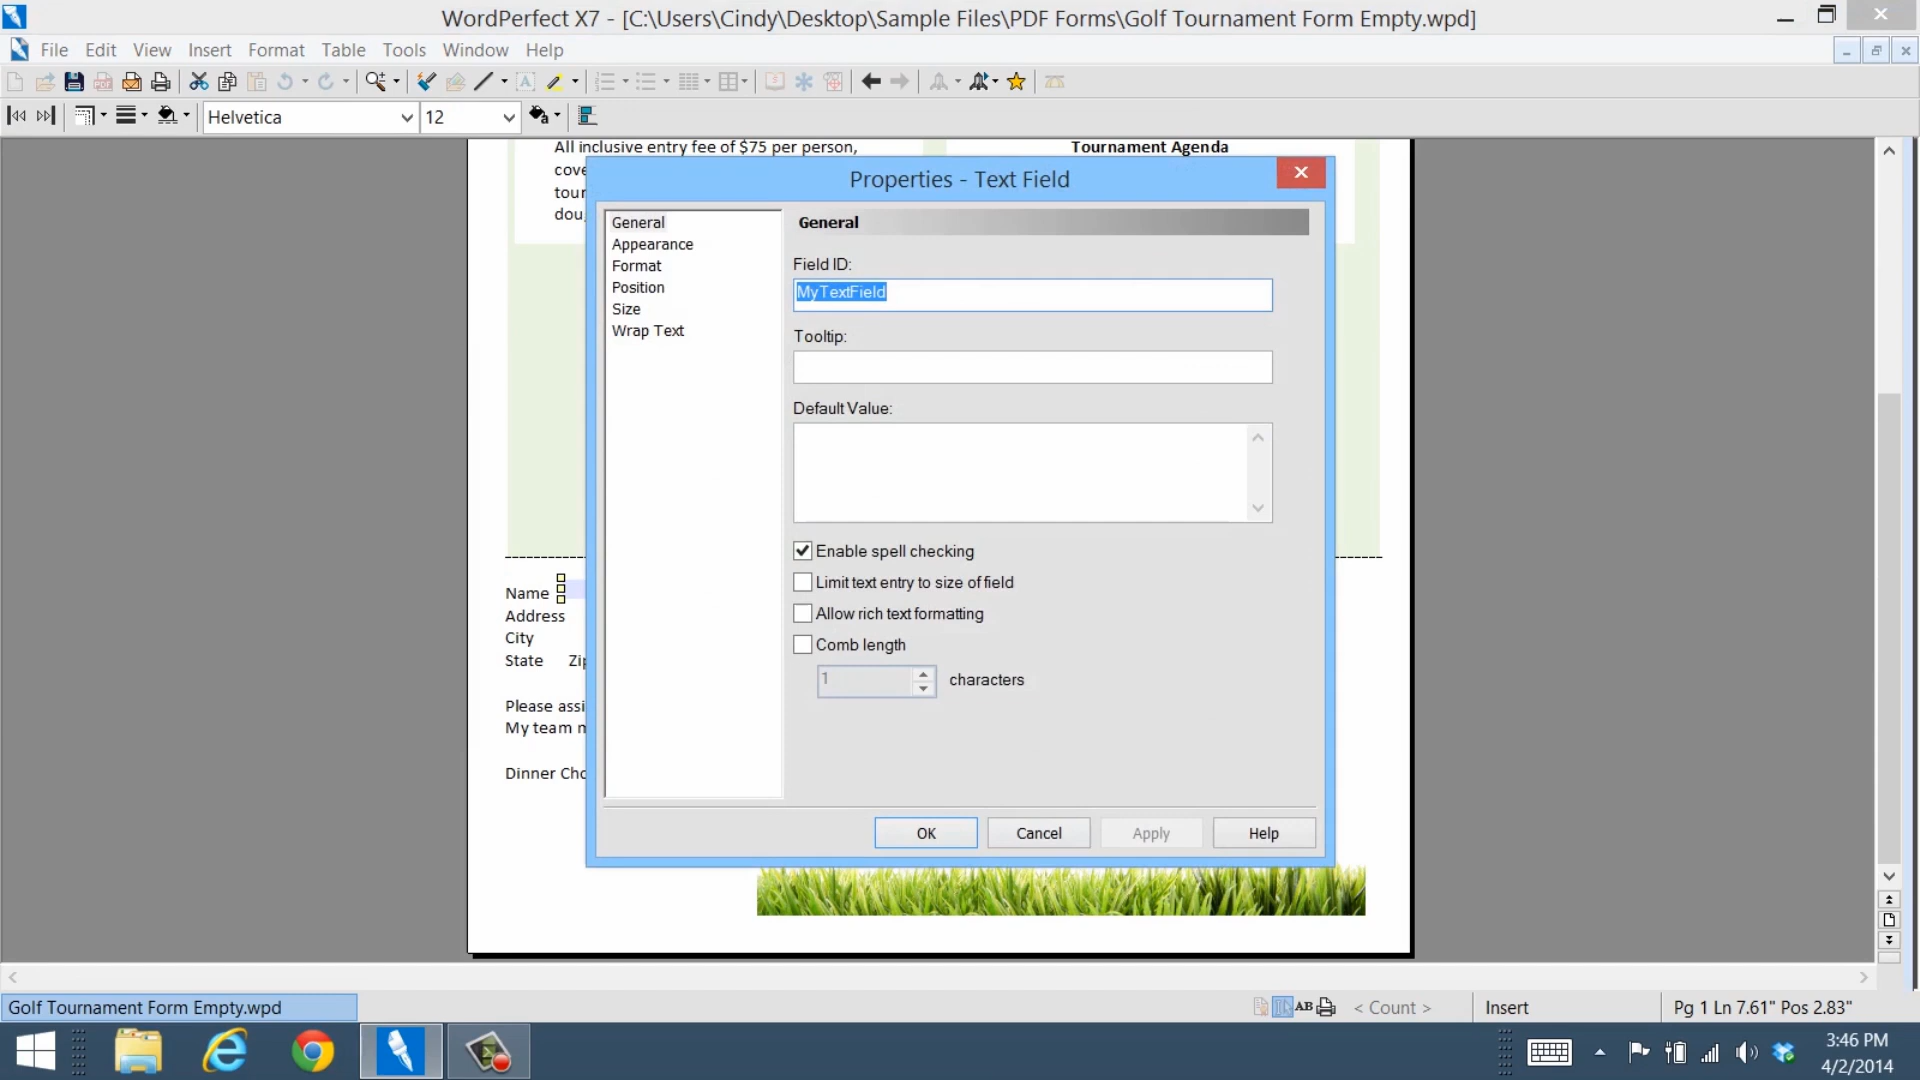 WordPerfect X7 - [C:\Users\Cindy\Desktop\Sample Files\PDF Forms\Golf Tournament Form Empty.wpd]
File Edit View Insert Format Table Tools Window Help
Helvetica 12
All inclusive entry fee of $75 per person,
Tournament Agenda
cove
tour
dou
Properties - Text Field
General
Appearance
Format
Position
Size
Wrap Text
General
Field ID:
MyTextField
Tooltip:
Default Value:
Enable spell checking
Limit text entry to size of field
Allow rich text formatting
Comb length
1 characters
OK Cancel Apply Help
Name
Address
City
State Zip
Please assi
My team m
Dinner Cho
Golf Tournament Form Empty.wpd
AB < Count > Insert Pg 1 Ln 7.61" Pos 2.83"
3:46 PM
4/2/2014